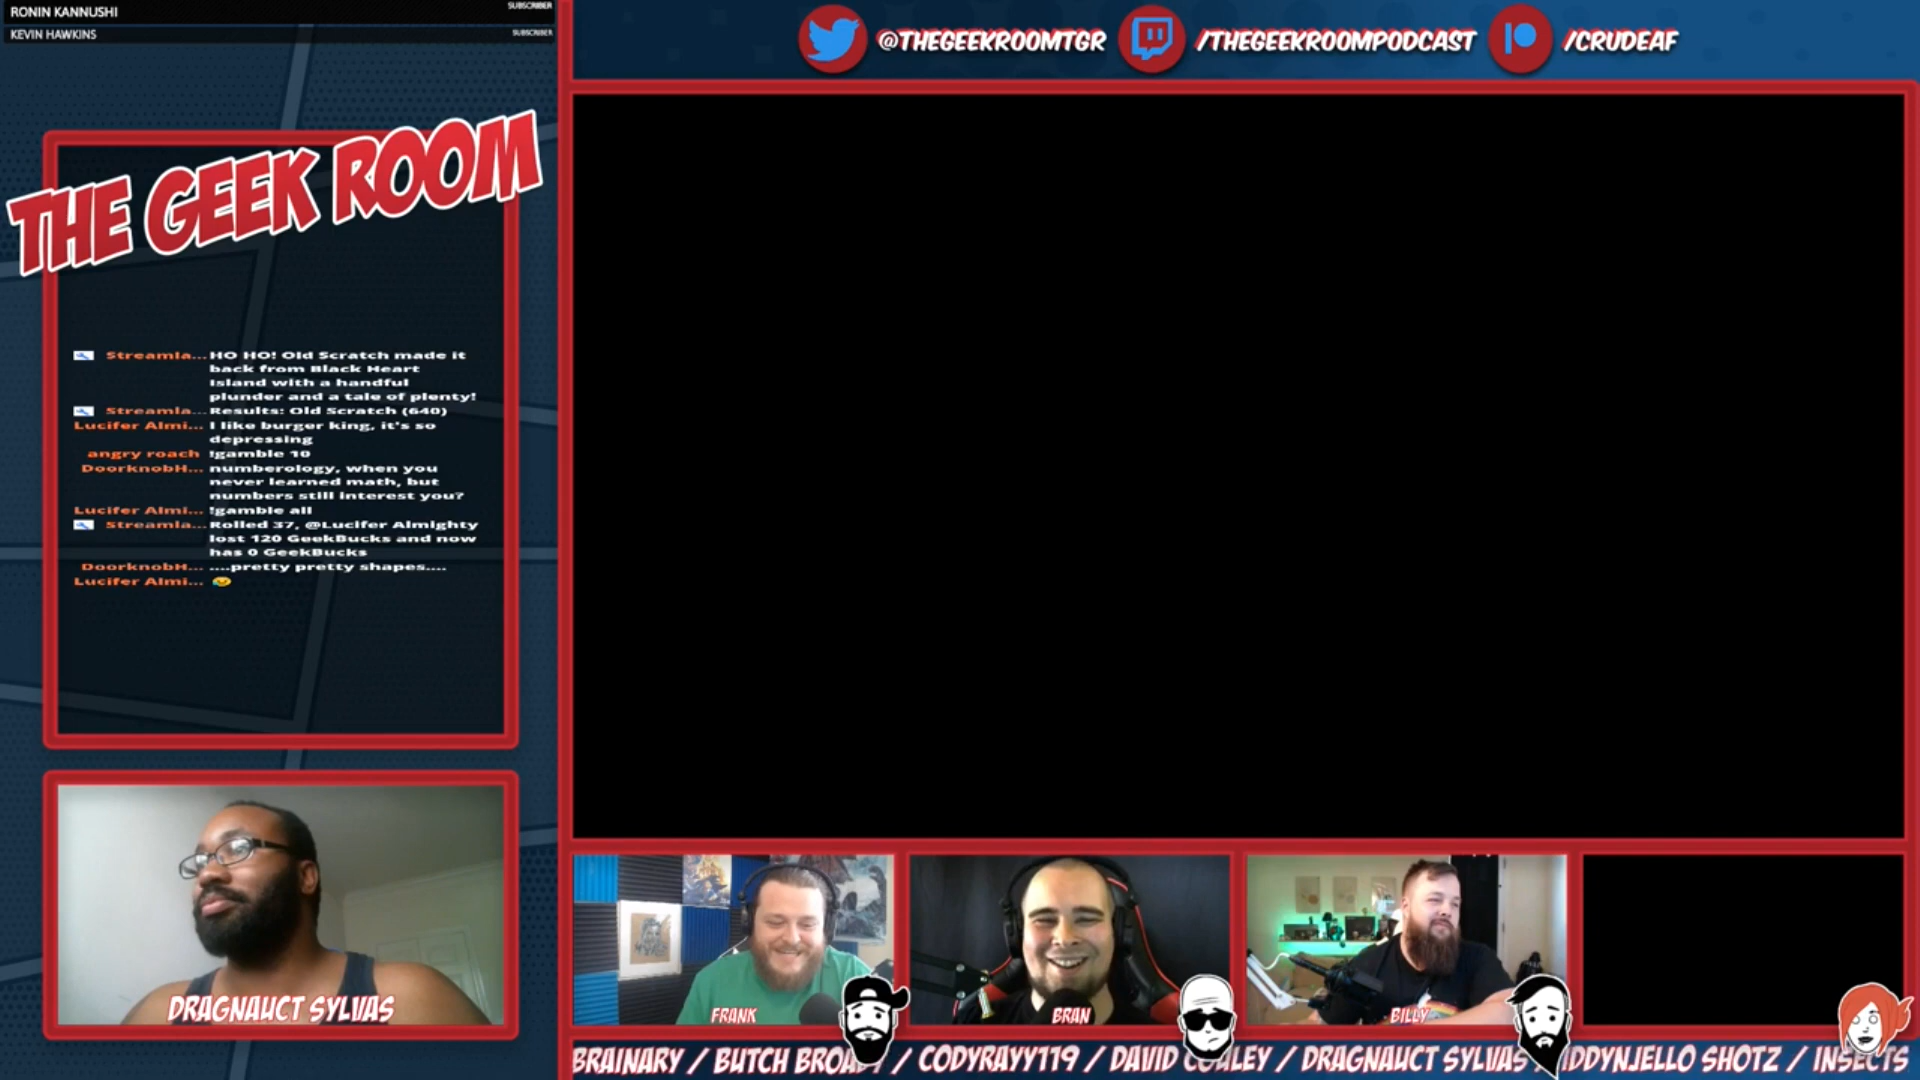 RONIN KANNUSHI SUBSCRIBER
KEVIN HAWKINS SUBSCRIBER
@THEGEEKROOMTGR /THEGEEKROOMPODCAST /CRUDEAF
THE GEEK ROOM
Streamla... HO HO! Old Scratch made it
back from Black Heart
Island with a handful
plunder and a tale of plenty!
Streamla... Results: Old Scratch (640)
Lucifer Almi... I like burger king, it's so
depressing
angry roach !gamble 10
DoorknobH... numberology, when you
never learned math, but
numbers still interest you?
Lucifer Almi... !gamble all
Streamla... Rolled 37, @Lucifer Almighty
lost 120 GeekBucks and now
has 0 GeekBucks
DoorknobH... ....pretty pretty shapes....
Lucifer Almi... 🤣
DRAGNAUCT SYLVAS
FRANK
BRAN
BILLY
BRAINARY / BUTCH / CODYRAYY119 / DAVID / DRAGNAUCT SYLVAS / SHOTZ / INSECTS